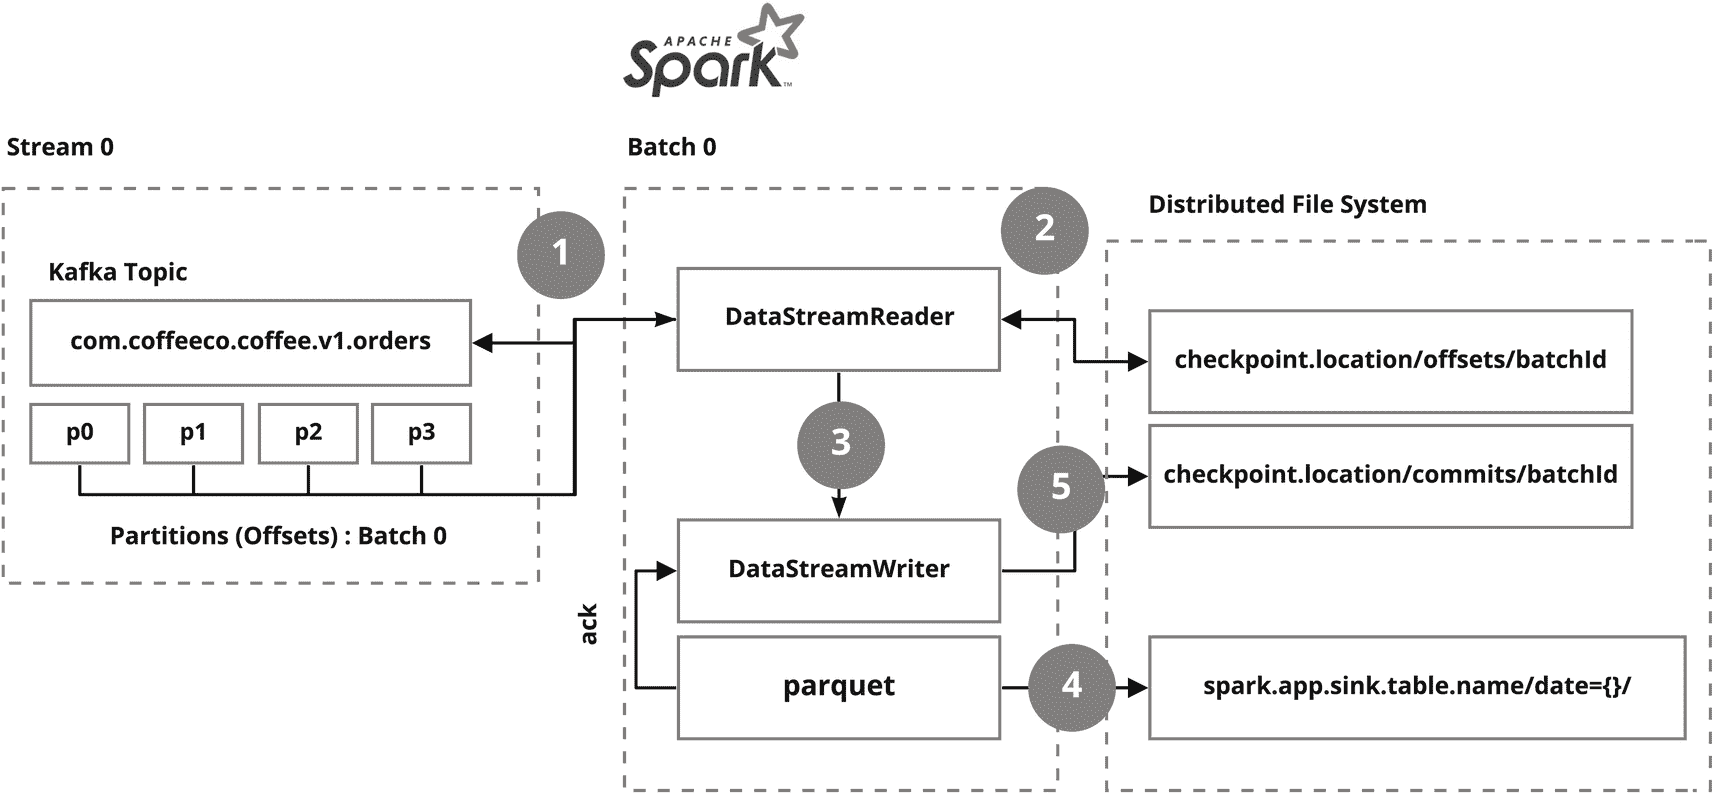 APACHE
Spark™
Stream 0
Batch 0
Distributed File System
1
2
Kafka Topic
com.coffeeco.coffee.v1.orders
DataStreamReader
checkpoint.location/offsets/batchId
p0
p1
p2
p3
3
5
checkpoint.location/commits/batchId
Partitions (Offsets) : Batch 0
DataStreamWriter
ack
parquet
4
spark.app.sink.table.name/date={}/